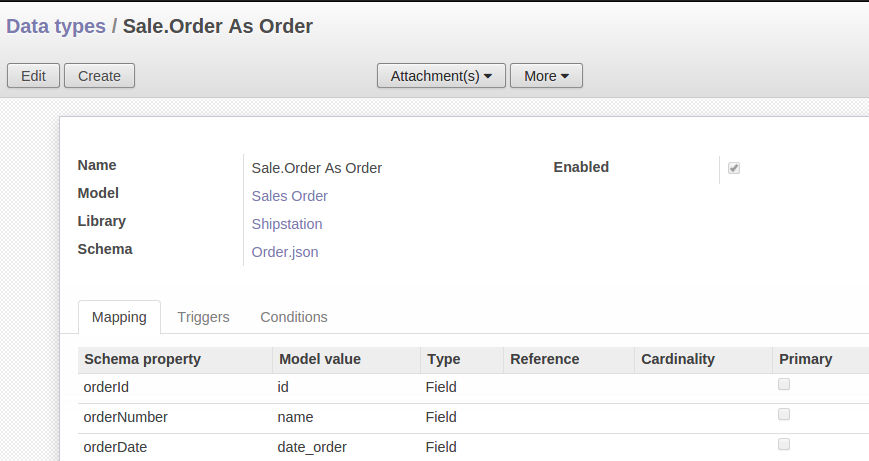 Data types / Sale.Order As Order
Edit Create Attachment(s) More
Name Sale.Order As Order Enabled
Model Sales Order
Library Shipstation
Schema Order.json
Mapping Triggers Conditions
Schema property Model value Type Reference Cardinality Primary
orderId id Field
orderNumber name Field
orderDate date_order Field